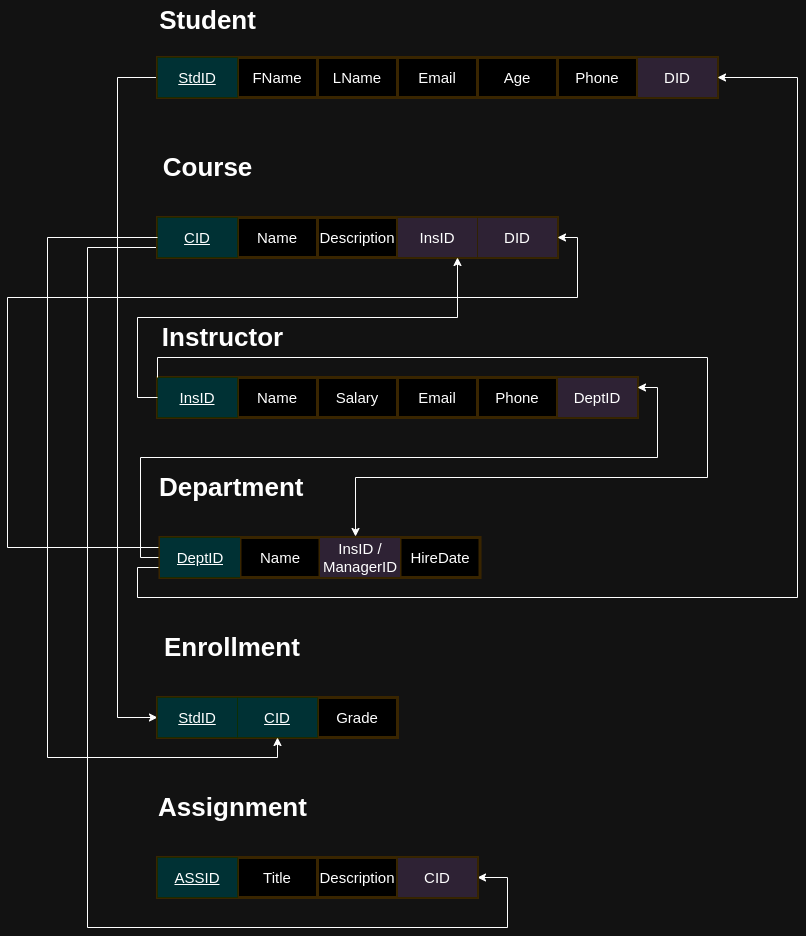 Student
StdID FName LName Email Age Phone DID
Course
CID Name Description InsID DID
Instructor
InsID Name Salary Email Phone DeptID
Department
DeptID Name InsID / ManagerID HireDate
Enrollment
StdID CID Grade
Assignment
ASSID Title Description CID